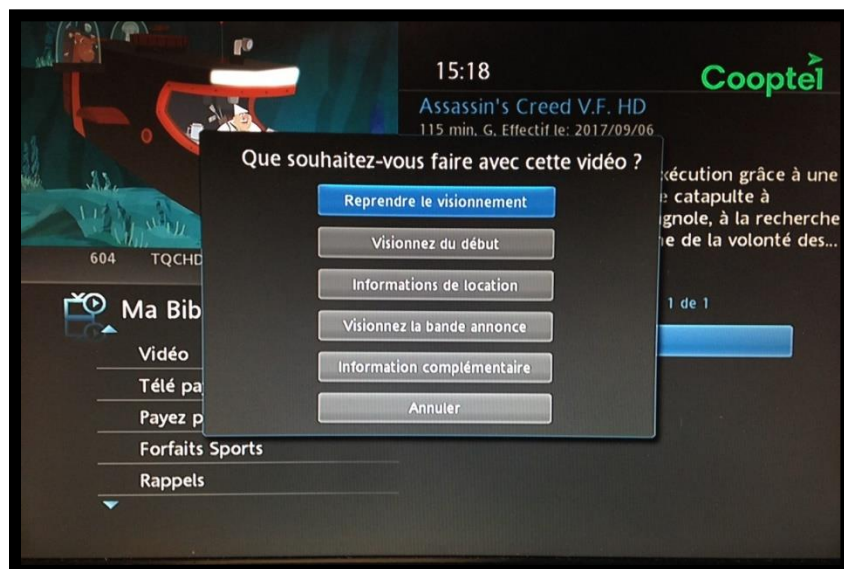 15:18
Cooptel
Assassin's Creed V.F. HD
115 min. G. Effectif le: 2017/09/06
Que souhaitez-vous faire avec cette vidéo ?
xécution grâce à une
e catapulte à
gnole, à la recherche
ne de la volonté des...
Reprendre le visionnement
Visionnez du début
Informations de location
Visionnez la bande annonce
Information complémentaire
Annuler
604 TQCHD
1 de 1
Ma Bib
Vidéo
Télé pa
Payez p
Forfaits Sports
Rappels